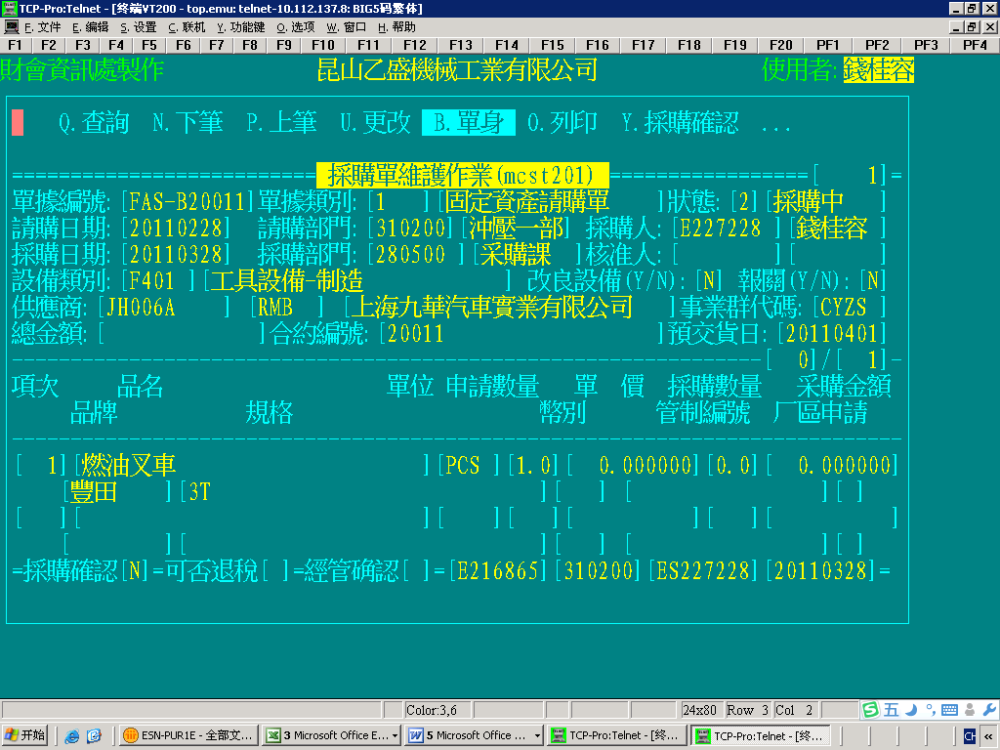 TCP-Pro:Telnet - [终端VT200 - top.emu: telnet-10.112.137.8: BIG5码繁体]
F. 文件 E. 编辑 S. 设置 C. 联机 Y. 功能键 O. 选项 W. 窗口 H. 帮助
F1 F2 F3 F4 F5 F6 F7 F8 F9 F10 F11 F12 F13 F14 F15 F16 F17 F18 F19 F20 PF1 PF2 PF3 PF4
財會資訊處製作 昆山乙盛機械工業有限公司 使用者: 錢桂容
Q.查詢 N.下筆 P.上筆 U.更改 B.單身 O.列印 Y.採購確認 ...
========================== 採購單維護作業(mcst201) =================[ 1]=
單據編號: [FAS-B20011]單據類別: [1 ][固定資產請購單 ]狀態: [2][採購中 ]
請購日期: [20110228] 請購部門: [310200][沖壓一部] 採購人: [E227228 ][錢桂容 ]
採購日期: [20110328] 採購部門: [280500 ][采購課 ]核准人: [ ][ ]
設備類別: [F401 ][工具設備-制造 ] 改良設備(Y/N): [N] 報關(Y/N): [N]
供應商: [JH006A ] [RMB ] [上海九華汽車實業有限公司 ]事業群代碼: [CYZS ]
總金額: [ ]合約編號: [20011 ]預交貨日: [20110401]
----------------------------------------------------------------[ 0]/[ 1]-
項次 品名 單位 申請數量 單 價 採購數量 采購金額
品牌 規格 幣別 管制編號 厂區申請
----------------------------------------------------------------------------
[ 1][燃油叉車 ][PCS ][1.0][ 0.000000][0.0][ 0.000000]
[豐田 ][3T ][ ] [ ][ ]
[ ][ ][ ][ ][ ][ ][ ]
[ ][ ][ ] [ ][ ]
=採購確認[N]=可否退稅[ ]=經管确認[ ]=[E216865][310200][ES227228][20110328]=
Color:3,6 24x80 Row 3 Col 2
五
开始 ESN-PUR1E - 全部文... 3 Microsoft Office E... 5 Microsoft Office ... TCP-Pro:Telnet - [终... TCP-Pro:Telnet - [终... CH «